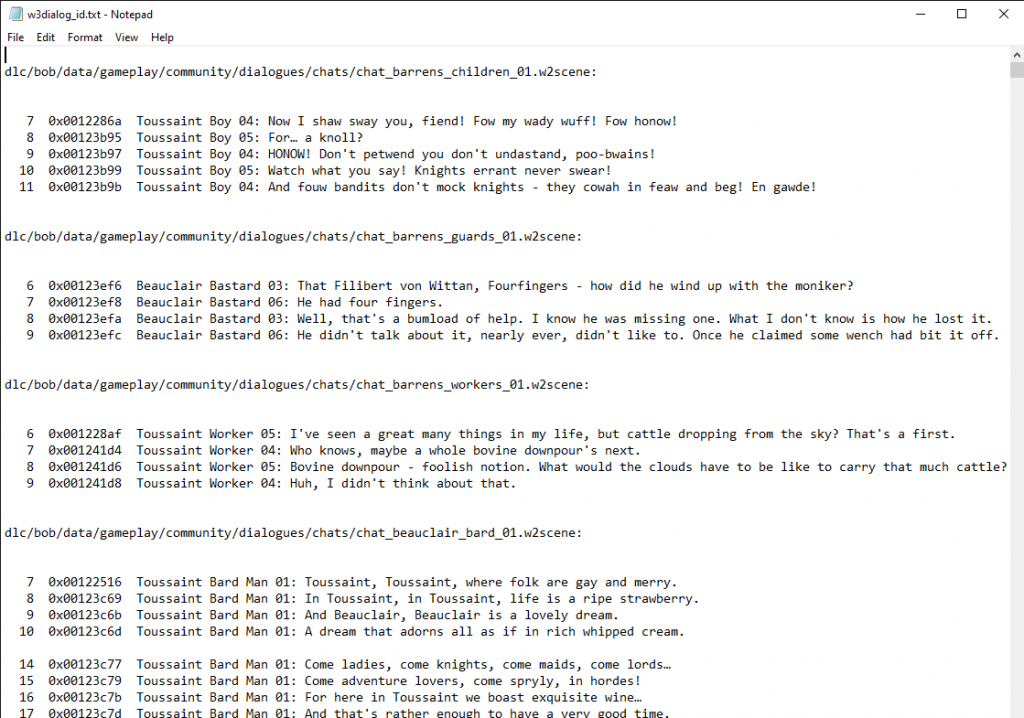 w3dialog_id.txt - Notepad
File Edit Format View Help
dlc/bob/data/gameplay/community/dialogues/chats/chat_barrens_children_01.w2scene:
7 0x0012286a Toussaint Boy 04: Now I shaw sway you, fiend! Fow my wady wuff! Fow honow!
8 0x00123b95 Toussaint Boy 05: For… a knoll?
9 0x00123b97 Toussaint Boy 04: HONOW! Don't petwend you don't undastand, poo-bwains!
10 0x00123b99 Toussaint Boy 05: Watch what you say! Knights errant never swear!
11 0x00123b9b Toussaint Boy 04: And fouw bandits don't mock knights - they cowah in feaw and beg! En gawde!
dlc/bob/data/gameplay/community/dialogues/chats/chat_barrens_guards_01.w2scene:
6 0x00123ef6 Beauclair Bastard 03: That Filibert von Wittan, Fourfingers - how did he wind up with the moniker?
7 0x00123ef8 Beauclair Bastard 06: He had four fingers.
8 0x00123efa Beauclair Bastard 03: Well, that's a bumload of help. I know he was missing one. What I don't know is how he lost it.
9 0x00123efc Beauclair Bastard 06: He didn't talk about it, nearly ever, didn't like to. Once he claimed some wench had bit it off.
dlc/bob/data/gameplay/community/dialogues/chats/chat_barrens_workers_01.w2scene:
6 0x001228af Toussaint Worker 05: I've seen a great many things in my life, but cattle dropping from the sky? That's a first.
7 0x001241d4 Toussaint Worker 04: Who knows, maybe a whole bovine downpour's next.
8 0x001241d6 Toussaint Worker 05: Bovine downpour - foolish notion. What would the clouds have to be like to carry that much cattle?
9 0x001241d8 Toussaint Worker 04: Huh, I didn't think about that.
dlc/bob/data/gameplay/community/dialogues/chats/chat_beauclair_bard_01.w2scene:
7 0x00122516 Toussaint Bard Man 01: Toussaint, Toussaint, where folk are gay and merry.
8 0x00123c69 Toussaint Bard Man 01: In Toussaint, in Toussaint, life is a ripe strawberry.
9 0x00123c6b Toussaint Bard Man 01: And Beauclair, Beauclair is a lovely dream.
10 0x00123c6d Toussaint Bard Man 01: A dream that adorns all as if in rich whipped cream.
14 0x00123c77 Toussaint Bard Man 01: Come ladies, come knights, come maids, come lords…
15 0x00123c79 Toussaint Bard Man 01: Come adventure lovers, come spryly, in hordes!
16 0x00123c7b Toussaint Bard Man 01: For here in Toussaint we boast exquisite wine…
17 0x00123c7d Toussaint Bard Man 01: And that's rather enough to have a very good time.